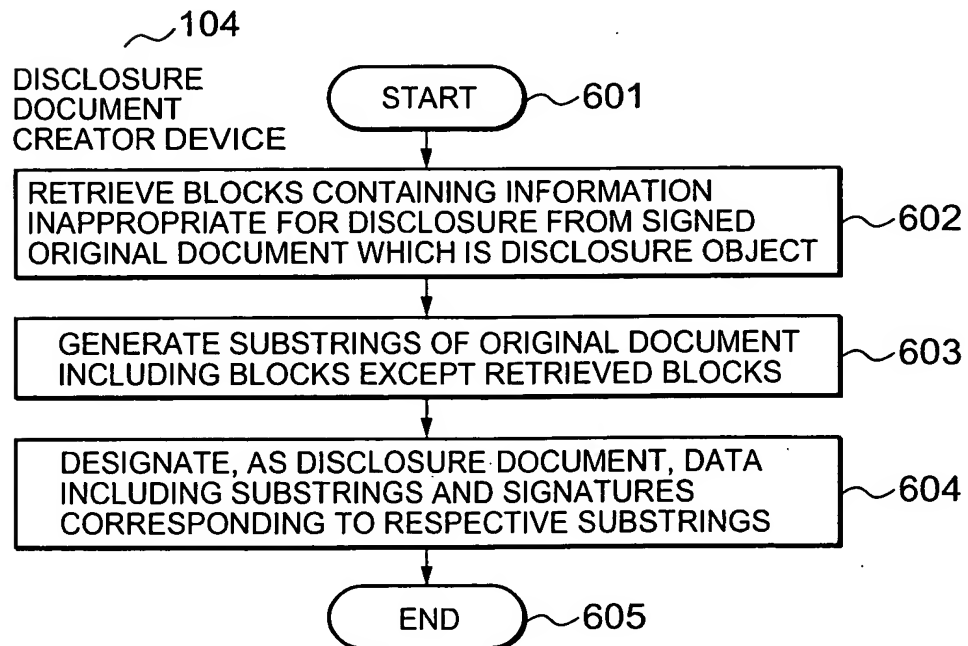 104
DISCLOSURE
DOCUMENT
CREATOR DEVICE
START
601
RETRIEVE BLOCKS CONTAINING INFORMATION
INAPPROPRIATE FOR DISCLOSURE FROM SIGNED
ORIGINAL DOCUMENT WHICH IS DISCLOSURE OBJECT
602
GENERATE SUBSTRINGS OF ORIGINAL DOCUMENT
INCLUDING BLOCKS EXCEPT RETRIEVED BLOCKS
603
DESIGNATE, AS DISCLOSURE DOCUMENT, DATA
INCLUDING SUBSTRINGS AND SIGNATURES
CORRESPONDING TO RESPECTIVE SUBSTRINGS
604
END
605